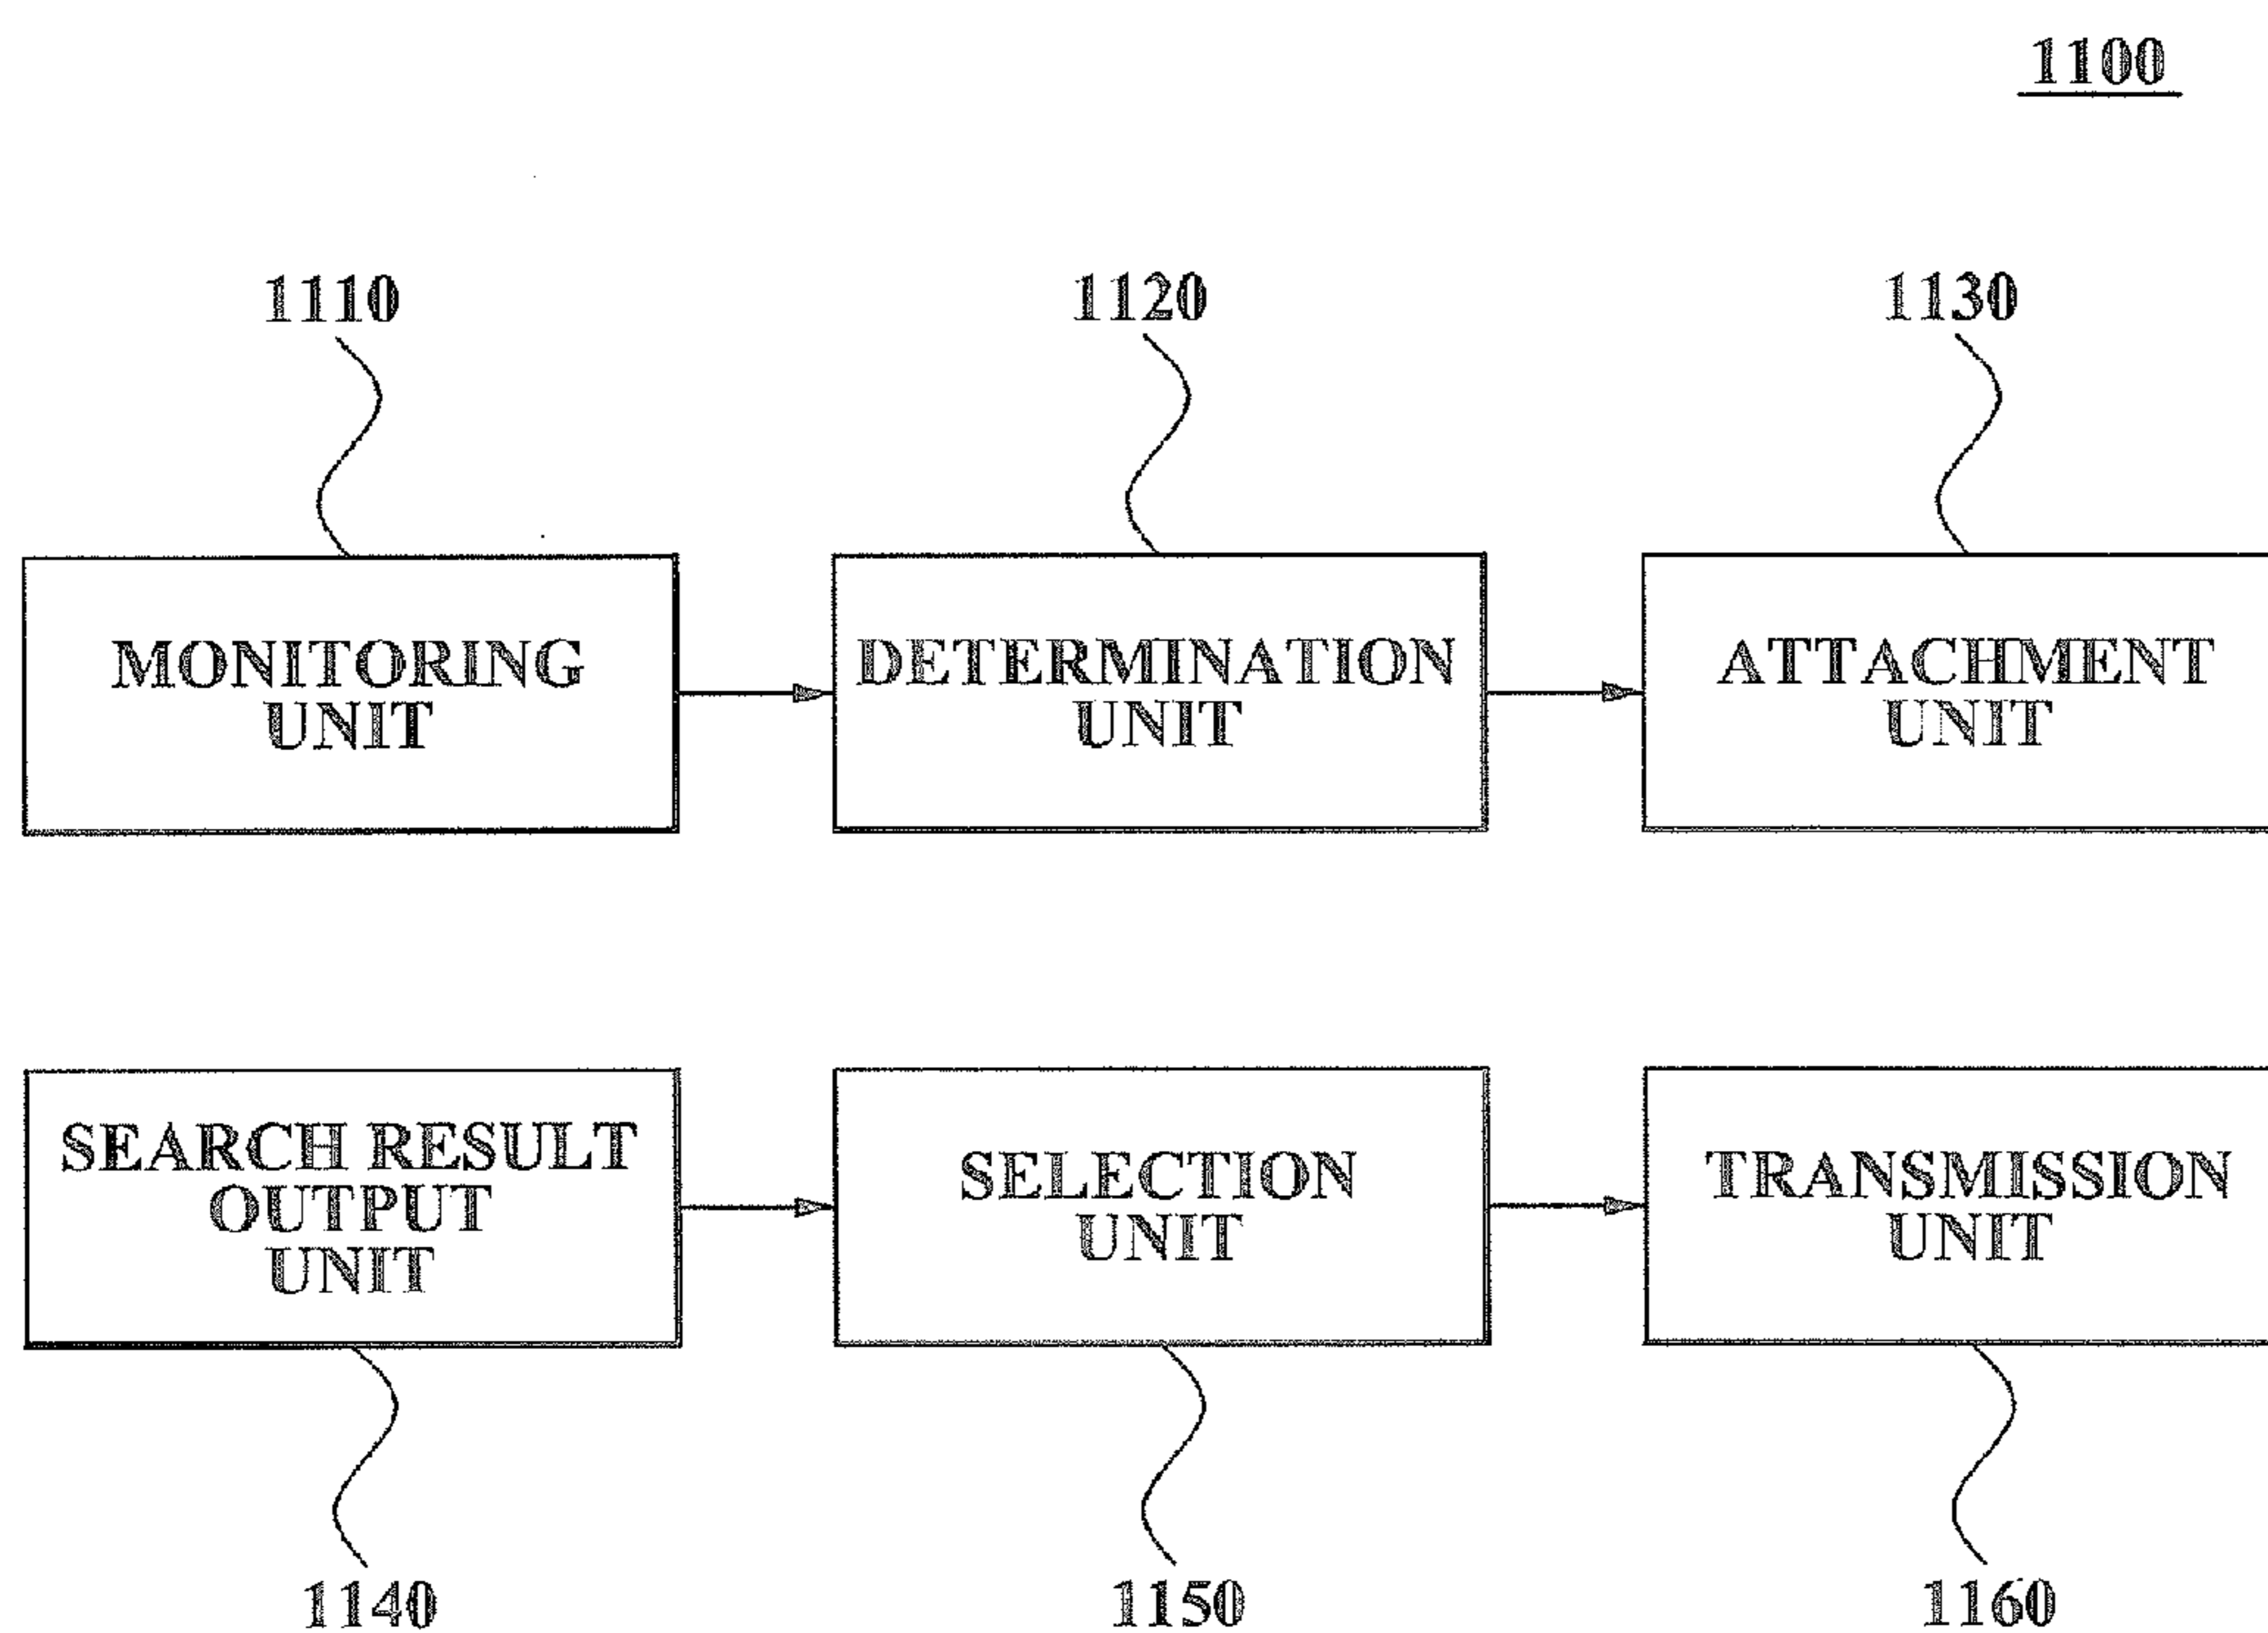 1100
1110
1120
1130
MONITORING
UNIT
DETERMINATION
UNIT
ATTACHMENT
UNIT
SEARCH RESULT
OUTPUT
UNIT
SELECTION
UNIT
TRANSMISSION
UNIT
1140
1150
1160